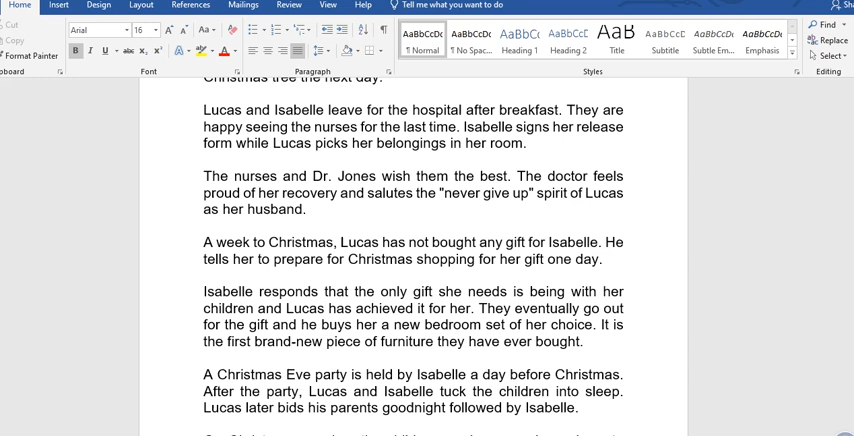 Home Insert Design Layout References Mailings Review View Help Tell me what you want to do
Cut
Copy
Format Painter
Arial 16 A A Aa
B I U abc x₂ x² A
Font
Paragraph
AaBbCcDc AaBbCcDc AaBbCc AaBbCcD AaB AaBbCcD AaBbCcDc AaBbCcDc
¶ Normal ¶ No Spac... Heading 1 Heading 2 Title Subtitle Subtle Em... Emphasis
Styles
Find
Replace
Select
Editing
Christmas tree the next day.
Lucas and Isabelle leave for the hospital after breakfast. They are
happy seeing the nurses for the last time. Isabelle signs her release
form while Lucas picks her belongings in her room.
The nurses and Dr. Jones wish them the best. The doctor feels
proud of her recovery and salutes the "never give up" spirit of Lucas
as her husband.
A week to Christmas, Lucas has not bought any gift for Isabelle. He
tells her to prepare for Christmas shopping for her gift one day.
Isabelle responds that the only gift she needs is being with her
children and Lucas has achieved it for her. They eventually go out
for the gift and he buys her a new bedroom set of her choice. It is
the first brand-new piece of furniture they have ever bought.
A Christmas Eve party is held by Isabelle a day before Christmas.
After the party, Lucas and Isabelle tuck the children into sleep.
Lucas later bids his parents goodnight followed by Isabelle.